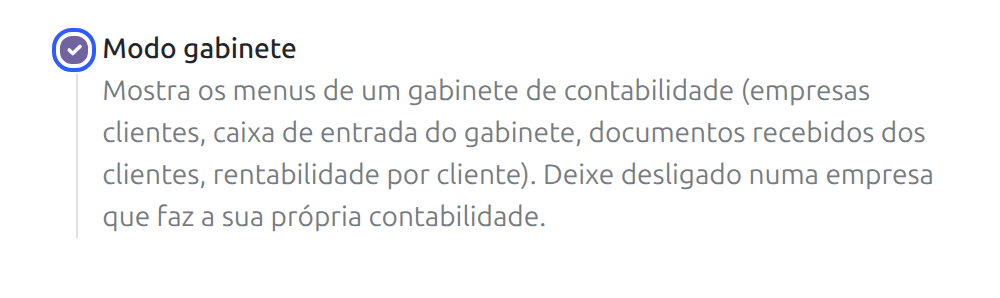 Modo gabinete
Mostra os menus de um gabinete de contabilidade (empresas
clientes, caixa de entrada do gabinete, documentos recebidos dos
clientes, rentabilidade por cliente). Deixe desligado numa empresa
que faz a sua própria contabilidade.